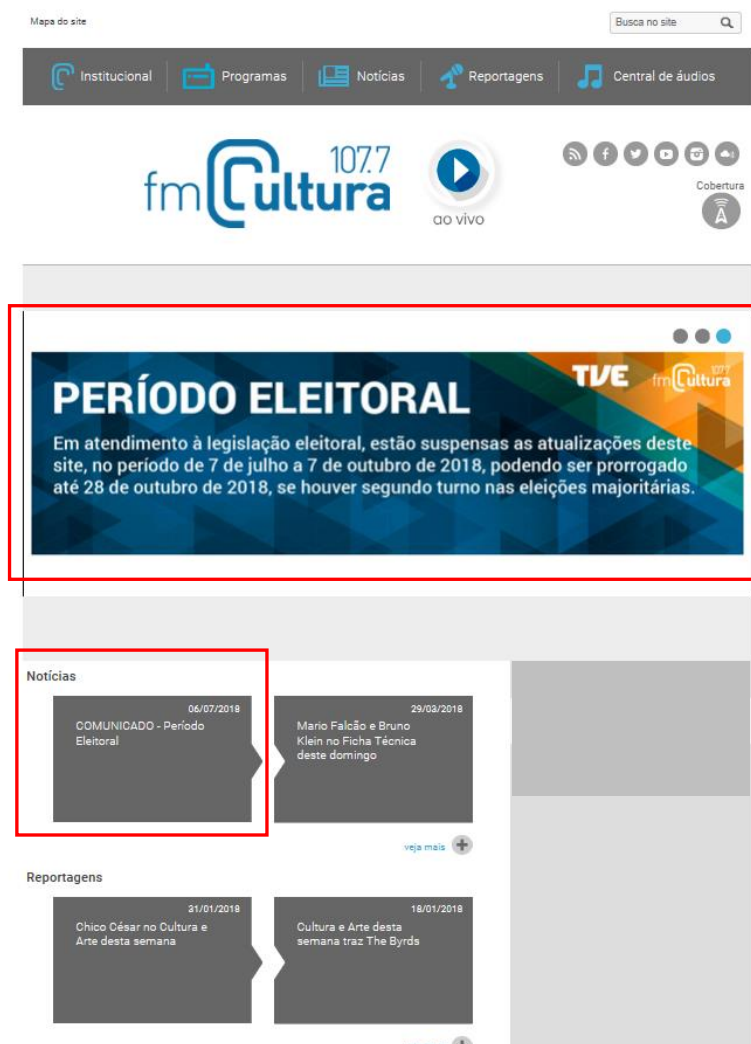 Mapa do site
Busca no site
Institucional
Programas
Notícias
Reportagens
Central de áudios
fm Cultura 107.7
ao vivo
Cobertura
TVE fm Cultura 107.7
PERÍODO ELEITORAL
Em atendimento à legislação eleitoral, estão suspensas as atualizações deste
site, no período de 7 de julho a 7 de outubro de 2018, podendo ser prorrogado
até 28 de outubro de 2018, se houver segundo turno nas eleições majoritárias.
Notícias
06/07/2018
COMUNICADO - Período
Eleitoral
29/03/2018
Mario Falcão e Bruno
Klein no Ficha Técnica
deste domingo
veja mais
Reportagens
31/01/2018
Chico César no Cultura e
Arte desta semana
18/01/2018
Cultura e Arte desta
semana traz The Byrds